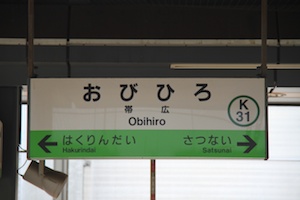 おびひろ
帯広
Obihiro
K
31
はくりんだい
Hakurindai
さつない
Satsunai